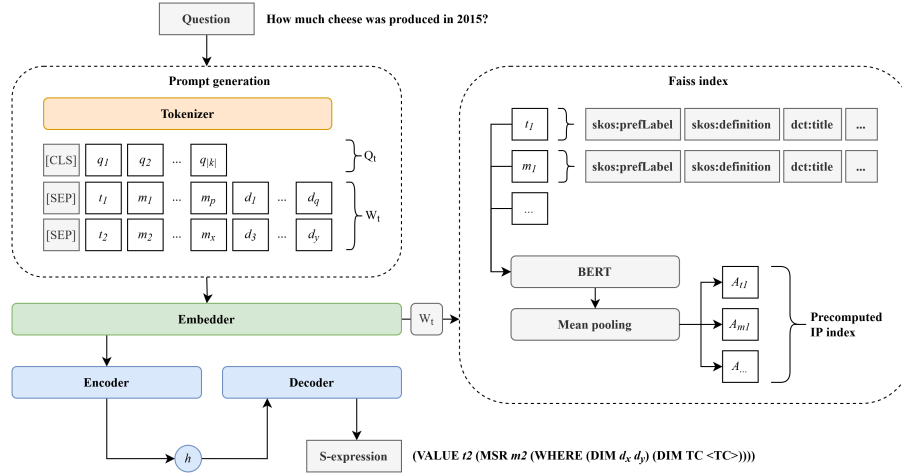 Question
How much cheese was produced in 2015?
Prompt generation
Tokenizer
[CLS] q1 q2 ... q|k| Qt
[SEP] t1 m1 ... mp d1 ... dq
Wt
[SEP] t2 m2 ... mx d3 ... dy
Embedder
Wt
Encoder
Decoder
h
S-expression
(VALUE t2 (MSR m2 (WHERE (DIM dx dy) (DIM TC <TC>))))
Faiss index
t1 skos:prefLabel skos:definition dct:title ...
m1 skos:prefLabel skos:definition dct:title ...
...
BERT
Mean pooling
At1
Am1
A...
Precomputed
IP index